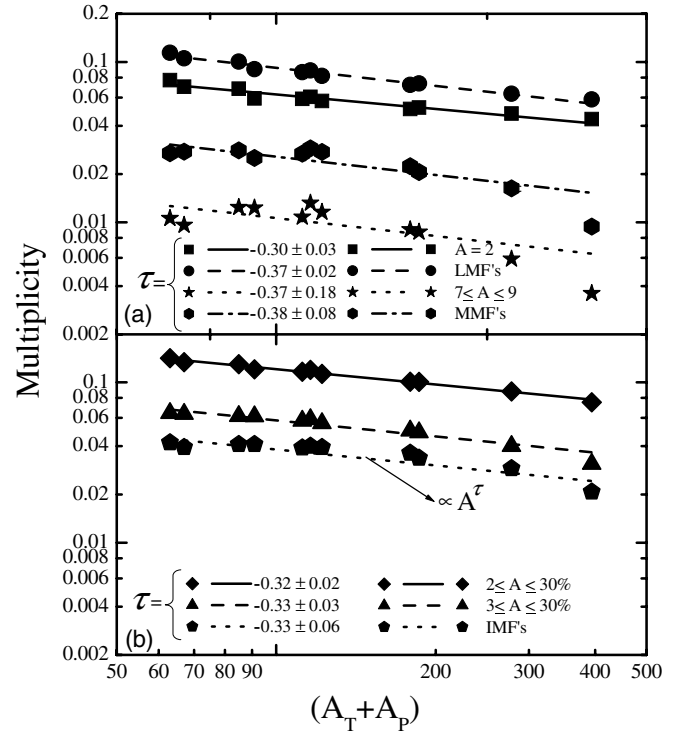 Multiplicity
0.2
0.1
0.08
0.06
0.04
0.02
0.01
0.008
0.006
0.004
0.002
τ=
-0.30 ± 0.03 A = 2
-0.37 ± 0.02 LMF's
-0.37 ± 0.18 7≤ A ≤ 9
-0.38 ± 0.08 MMF's
(a)
0.1
0.08
0.06
0.04
0.02
0.01
0.008
0.006
0.004
0.002
∝ A^τ
τ=
-0.32 ± 0.02 2≤ A ≤ 30%
-0.33 ± 0.03 3≤ A ≤ 30%
-0.33 ± 0.06 IMF's
(b)
50 60 70 80 90 200 300 400 500
(A_T+A_P)